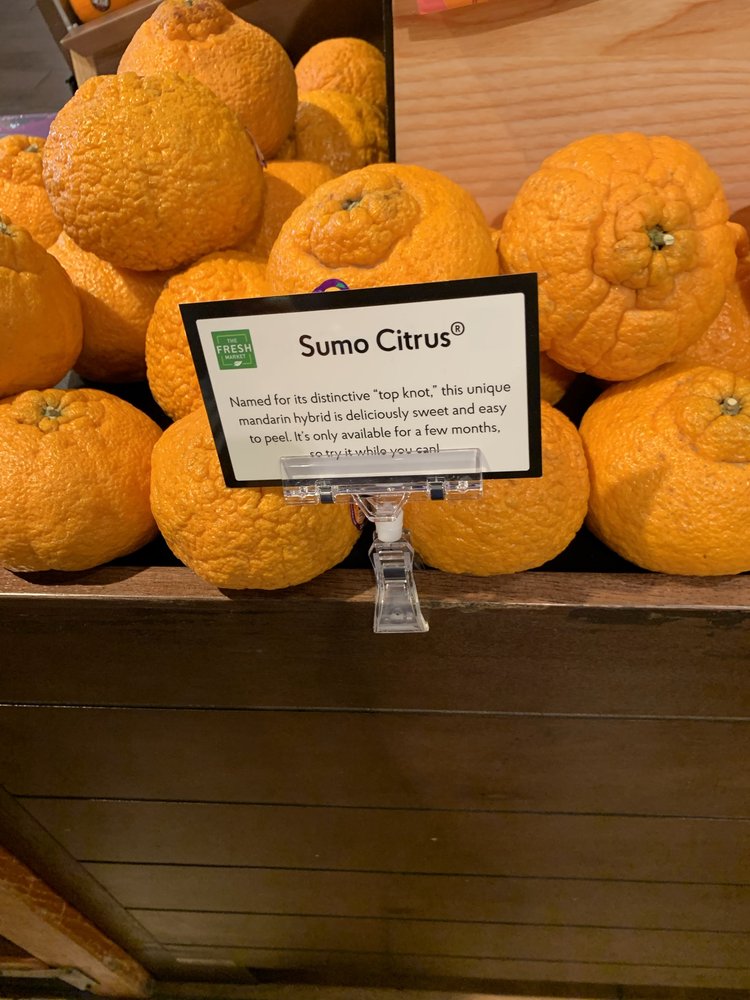 THE
FRESH
MARKET
Sumo Citrus®
Named for its distinctive “top knot,” this unique
mandarin hybrid is deliciously sweet and easy
to peel. It’s only available for a few months,
so try it while you can!